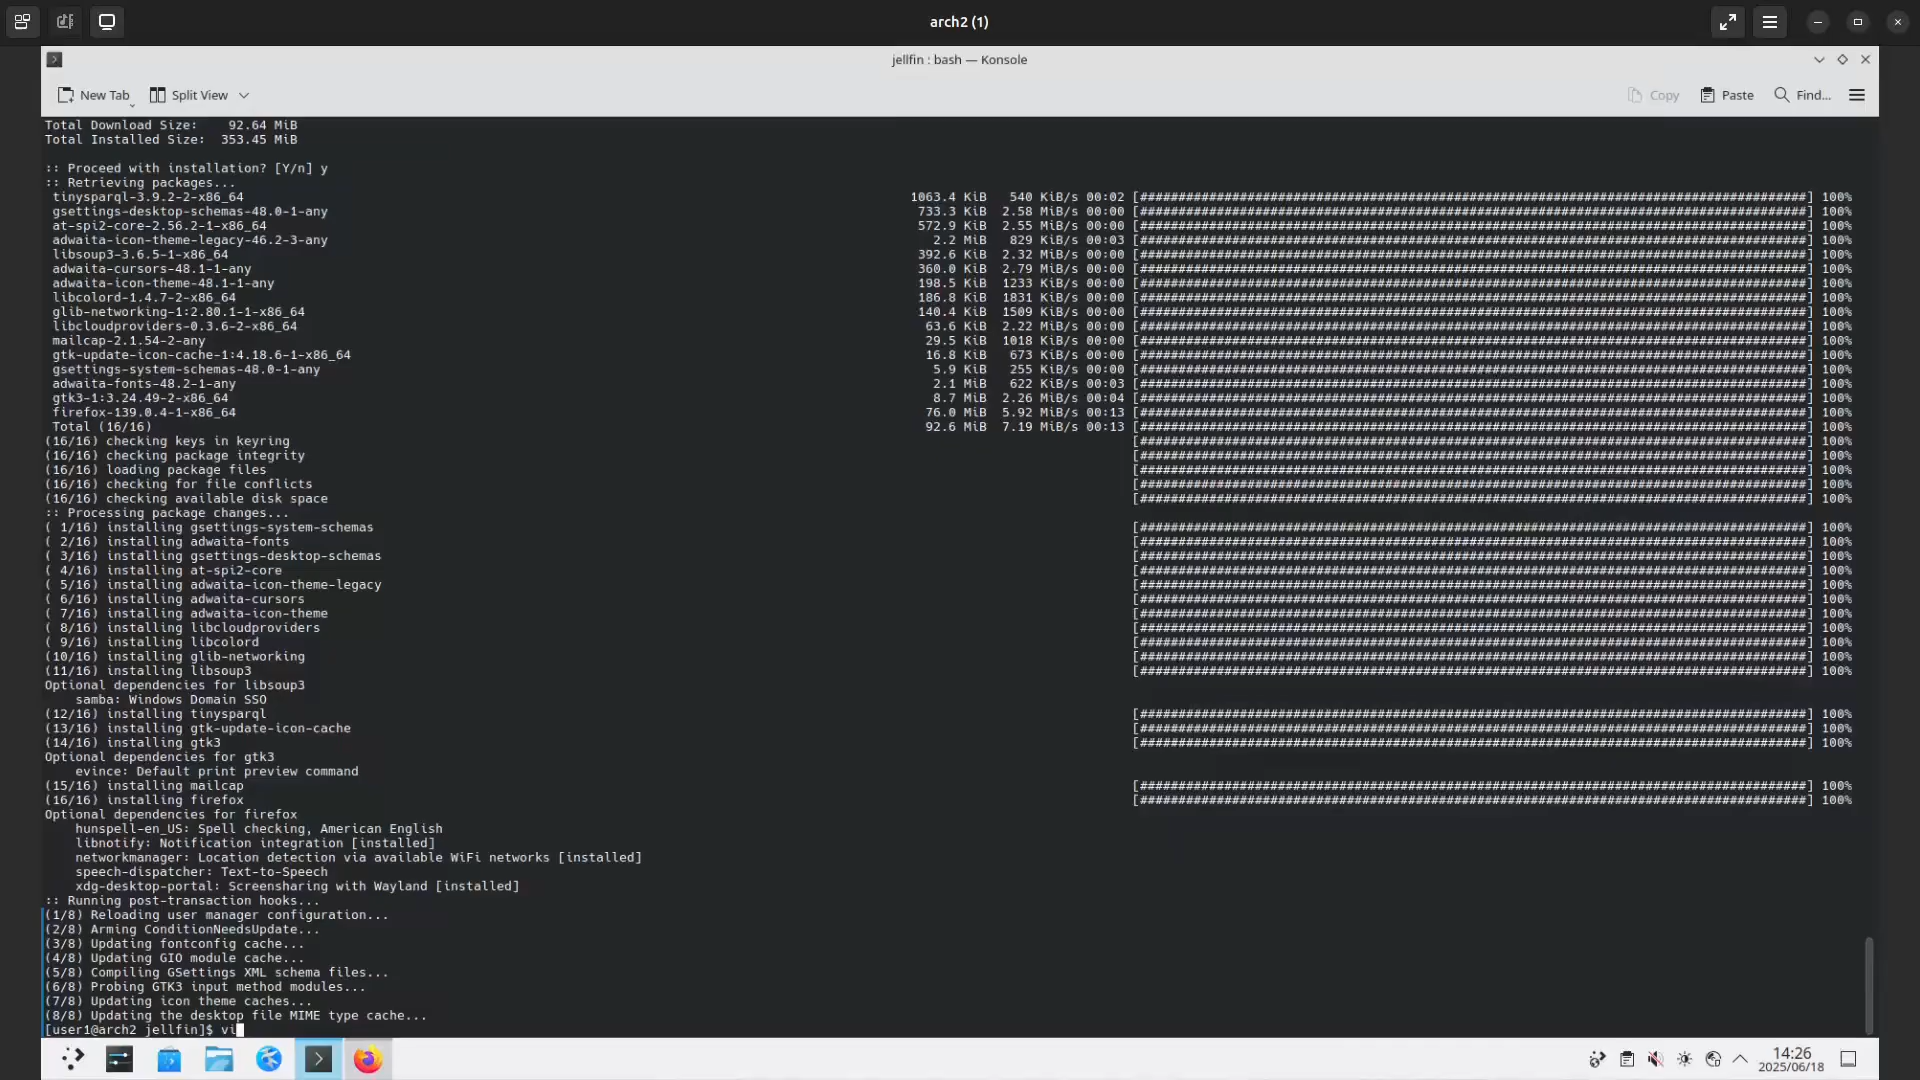 arch2 (1)
jellfin : bash — Konsole
New Tab Split View Copy Paste Find...
Total Download Size: 92.64 MiB
Total Installed Size: 353.45 MiB
:: Proceed with installation? [Y/n] y
:: Retrieving packages...
tinysparql-3.9.2-2-x86_64 1063.4 KiB 540 KiB/s 00:02 [######################################################################################] 100%
gsettings-desktop-schemas-48.0-1-any 733.3 KiB 2.58 MiB/s 00:00 [######################################################################################] 100%
at-spi2-core-2.56.2-1-x86_64 572.9 KiB 2.55 MiB/s 00:00 [######################################################################################] 100%
adwaita-icon-theme-legacy-46.2-3-any 2.2 MiB 829 KiB/s 00:03 [######################################################################################] 100%
libsoup3-3.6.5-1-x86_64 392.6 KiB 2.32 MiB/s 00:00 [######################################################################################] 100%
adwaita-cursors-48.1-1-any 360.0 KiB 2.79 MiB/s 00:00 [######################################################################################] 100%
adwaita-icon-theme-48.1-1-any 198.5 KiB 1233 KiB/s 00:00 [######################################################################################] 100%
libcolord-1.4.7-2-x86_64 186.8 KiB 1831 KiB/s 00:00 [######################################################################################] 100%
glib-networking-1:2.80.1-1-x86_64 140.4 KiB 1509 KiB/s 00:00 [######################################################################################] 100%
libcloudproviders-0.3.6-2-x86_64 63.6 KiB 2.22 MiB/s 00:00 [######################################################################################] 100%
mailcap-2.1.54-2-any 29.5 KiB 1018 KiB/s 00:00 [######################################################################################] 100%
gtk-update-icon-cache-1:4.18.6-1-x86_64 16.8 KiB 673 KiB/s 00:00 [######################################################################################] 100%
gsettings-system-schemas-48.0-1-any 5.9 KiB 255 KiB/s 00:00 [######################################################################################] 100%
adwaita-fonts-48.2-1-any 2.1 MiB 622 KiB/s 00:03 [######################################################################################] 100%
gtk3-1:3.24.49-2-x86_64 8.7 MiB 2.26 MiB/s 00:04 [######################################################################################] 100%
firefox-139.0.4-1-x86_64 76.0 MiB 5.92 MiB/s 00:13 [######################################################################################] 100%
Total (16/16) 92.6 MiB 7.19 MiB/s 00:13 [######################################################################################] 100%
(16/16) checking keys in keyring [######################################################################################] 100%
(16/16) checking package integrity [######################################################################################] 100%
(16/16) loading package files [######################################################################################] 100%
(16/16) checking for file conflicts [######################################################################################] 100%
(16/16) checking available disk space [######################################################################################] 100%
:: Processing package changes...
( 1/16) installing gsettings-system-schemas [######################################################################################] 100%
( 2/16) installing adwaita-fonts [######################################################################################] 100%
( 3/16) installing gsettings-desktop-schemas [######################################################################################] 100%
( 4/16) installing at-spi2-core [######################################################################################] 100%
( 5/16) installing adwaita-icon-theme-legacy [######################################################################################] 100%
( 6/16) installing adwaita-cursors [######################################################################################] 100%
( 7/16) installing adwaita-icon-theme [######################################################################################] 100%
( 8/16) installing libcloudproviders [######################################################################################] 100%
( 9/16) installing libcolord [######################################################################################] 100%
(10/16) installing glib-networking [######################################################################################] 100%
(11/16) installing libsoup3 [######################################################################################] 100%
Optional dependencies for libsoup3
samba: Windows Domain SSO
(12/16) installing tinysparql [######################################################################################] 100%
(13/16) installing gtk-update-icon-cache [######################################################################################] 100%
(14/16) installing gtk3 [######################################################################################] 100%
Optional dependencies for gtk3
evince: Default print preview command
(15/16) installing mailcap [######################################################################################] 100%
(16/16) installing firefox [######################################################################################] 100%
Optional dependencies for firefox
hunspell-en_US: Spell checking, American English
libnotify: Notification integration [installed]
networkmanager: Location detection via available WiFi networks [installed]
speech-dispatcher: Text-to-Speech
xdg-desktop-portal: Screensharing with Wayland [installed]
:: Running post-transaction hooks...
(1/8) Reloading user manager configuration...
(2/8) Arming ConditionNeedsUpdate...
(3/8) Updating fontconfig cache...
(4/8) Updating GIO module cache...
(5/8) Compiling GSettings XML schema files...
(6/8) Probing GTK3 input method modules...
(7/8) Updating icon theme caches...
(8/8) Updating the desktop file MIME type cache...
[user1@arch2 jellfin]$ vi
14:26
2025/06/18